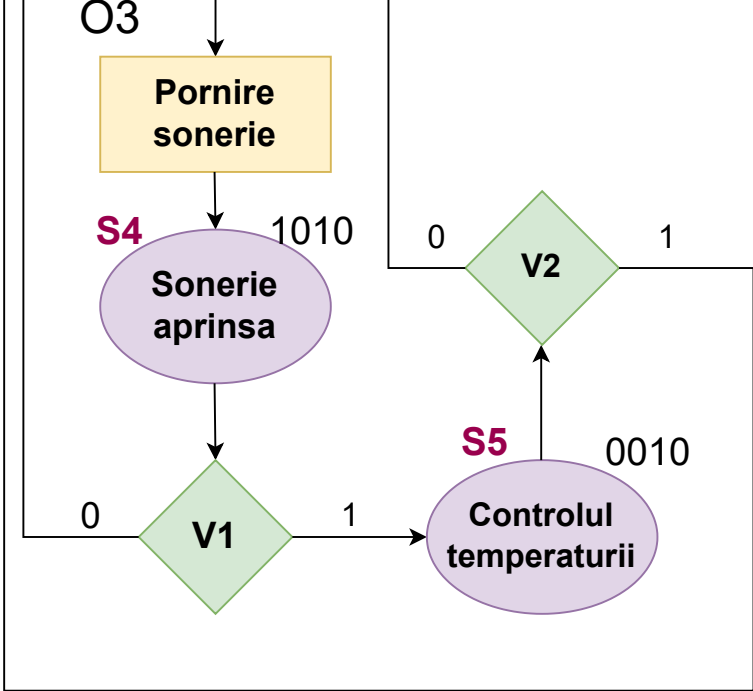 O3
Pornire
sonerie
S4
1010
Sonerie
aprinsa
0
V2
1
S5
0010
0
V1
1
Controlul
temperaturii